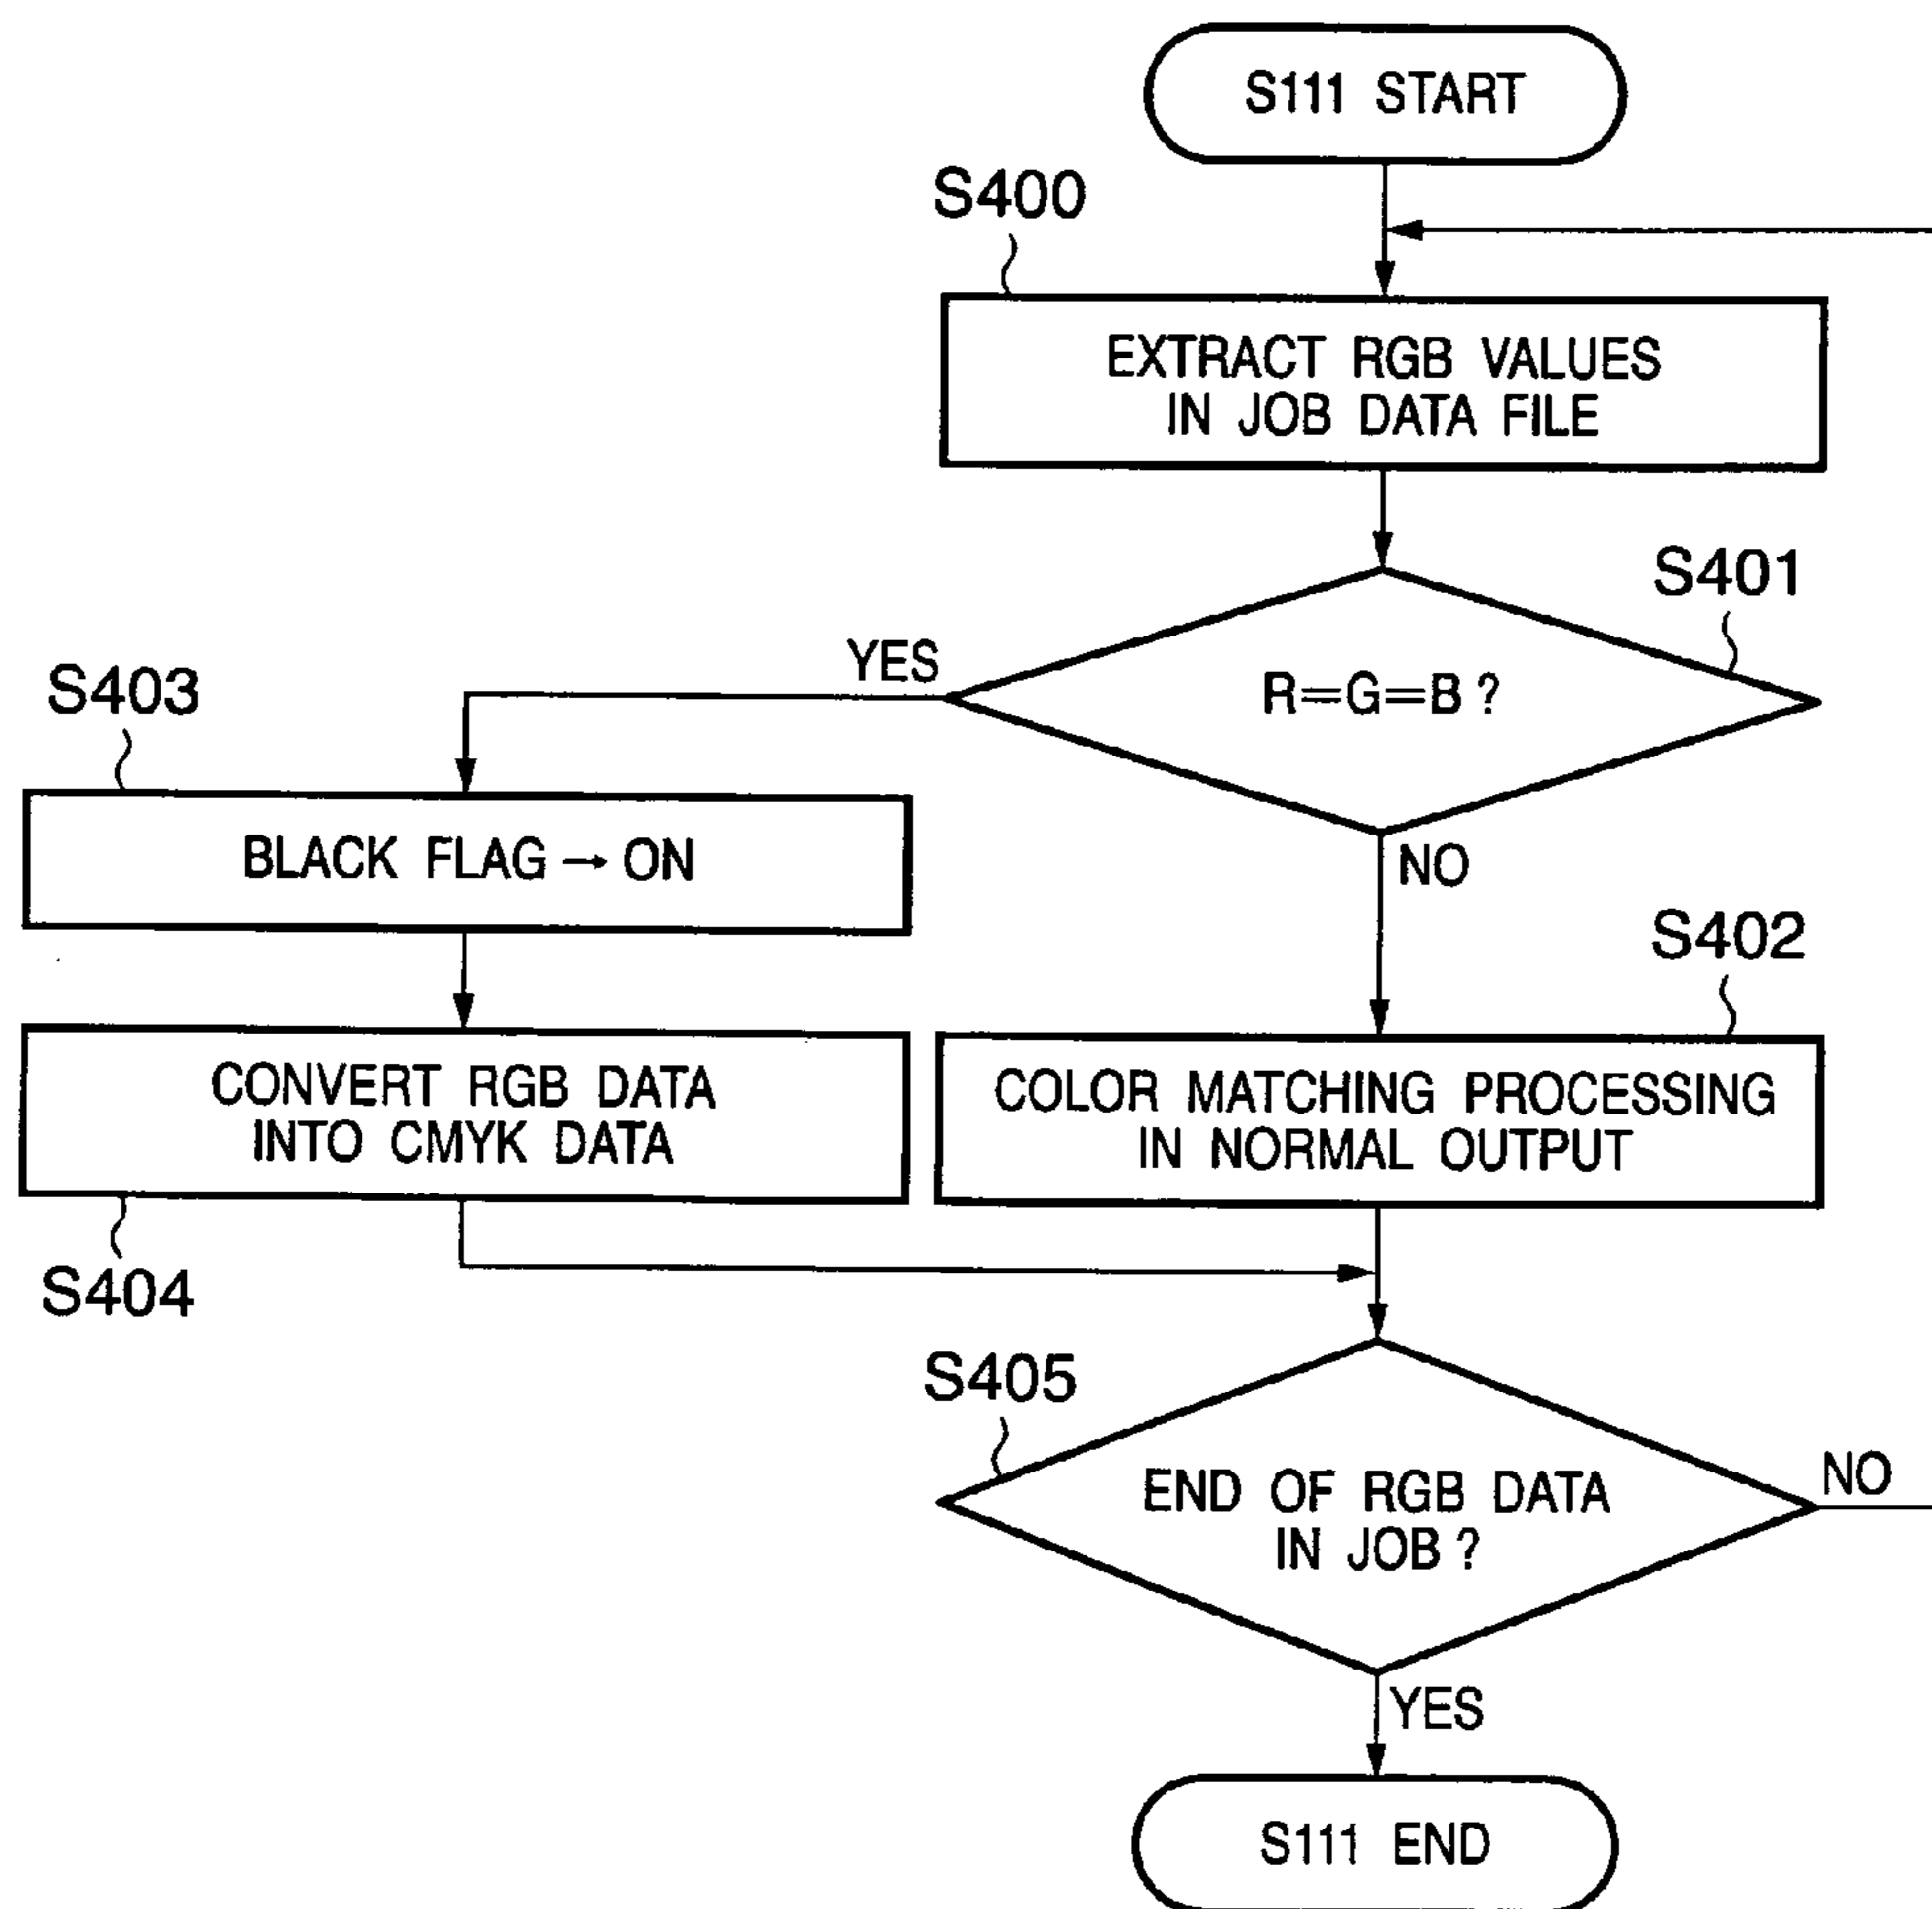 S111 START
S400
EXTRACT RGB VALUES
IN JOB DATA FILE
S401
R=G=B?
YES
NO
S403
BLACK FLAG → ON
S402
COLOR MATCHING PROCESSING
IN NORMAL OUTPUT
CONVERT RGB DATA
INTO CMYK DATA
S404
S405
END OF RGB DATA
IN JOB?
NO
YES
S111 END